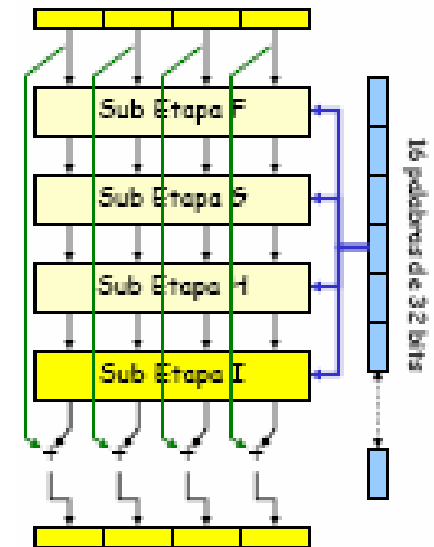 Sub Etapa F
Sub Etapa G
Sub Etapa H
Sub Etapa I
16 palabras de 32 bits
+
+
+
+